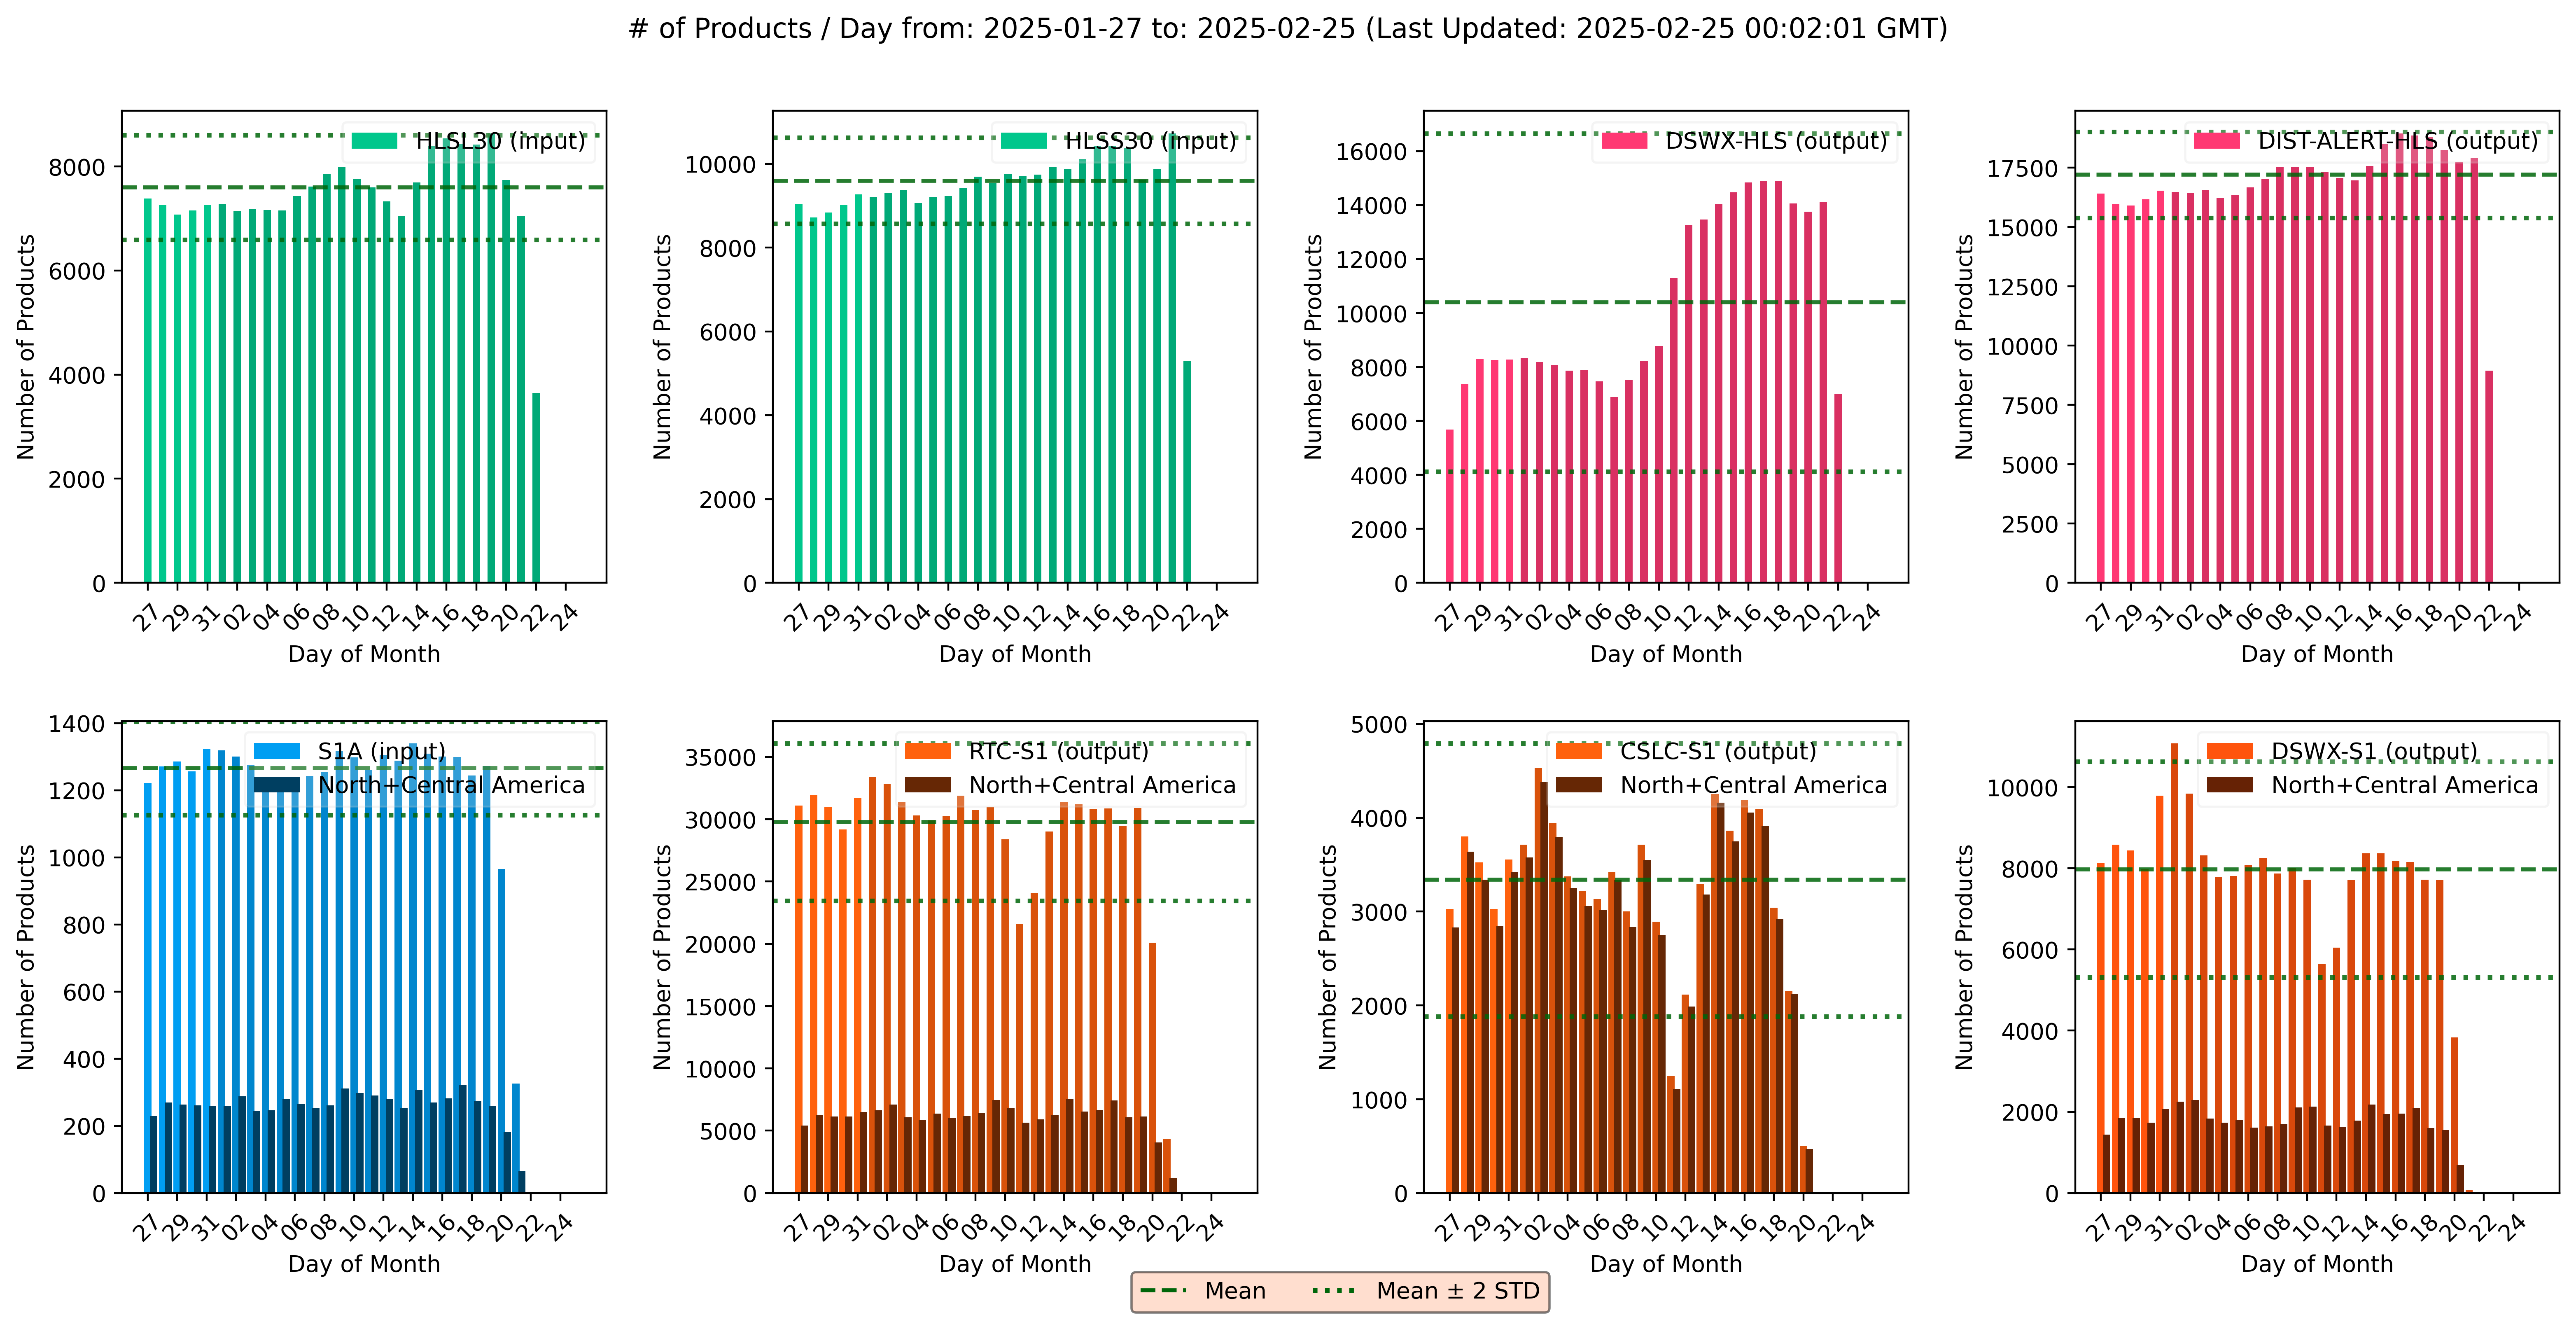 # of Products / Day from: 2025-01-27 to: 2025-02-25 (Last Updated: 2025-02-25 00:02:01 GMT)
HLSL30 (input)
Number of Products
8000
6000
4000
2000
0
27 29 31 02 04 06 08 10 12 14 16 18 20 22 24
Day of Month
HLSS30 (input)
Number of Products
10000
8000
6000
4000
2000
0
27 29 31 02 04 06 08 10 12 14 16 18 20 22 24
Day of Month
DSWX-HLS (output)
Number of Products
16000
14000
12000
10000
8000
6000
4000
2000
0
27 29 31 02 04 06 08 10 12 14 16 18 20 22 24
Day of Month
DIST-ALERT-HLS (output)
Number of Products
17500
15000
12500
10000
7500
5000
2500
0
27 29 31 02 04 06 08 10 12 14 16 18 20 22 24
Day of Month
S1A (input)
North+Central America
Number of Products
1400
1200
1000
800
600
400
200
0
27 29 31 02 04 06 08 10 12 14 16 18 20 22 24
Day of Month
RTC-S1 (output)
North+Central America
Number of Products
35000
30000
25000
20000
15000
10000
5000
0
27 29 31 02 04 06 08 10 12 14 16 18 20 22 24
Day of Month
CSLC-S1 (output)
North+Central America
Number of Products
5000
4000
3000
2000
1000
0
27 29 31 02 04 06 08 10 12 14 16 18 20 22 24
Day of Month
DSWX-S1 (output)
North+Central America
Number of Products
10000
8000
6000
4000
2000
0
27 29 31 02 04 06 08 10 12 14 16 18 20 22 24
Day of Month
Mean
Mean ± 2 STD